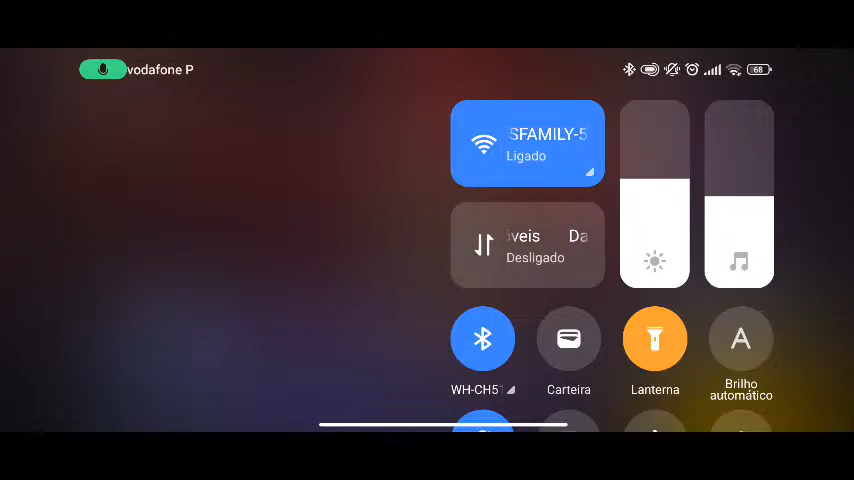 vodafone P
68
SFAMILY-5
Ligado
veis Da
Desligado
WH-CH51
Carteira
Lanterna
A
Brilho
automático